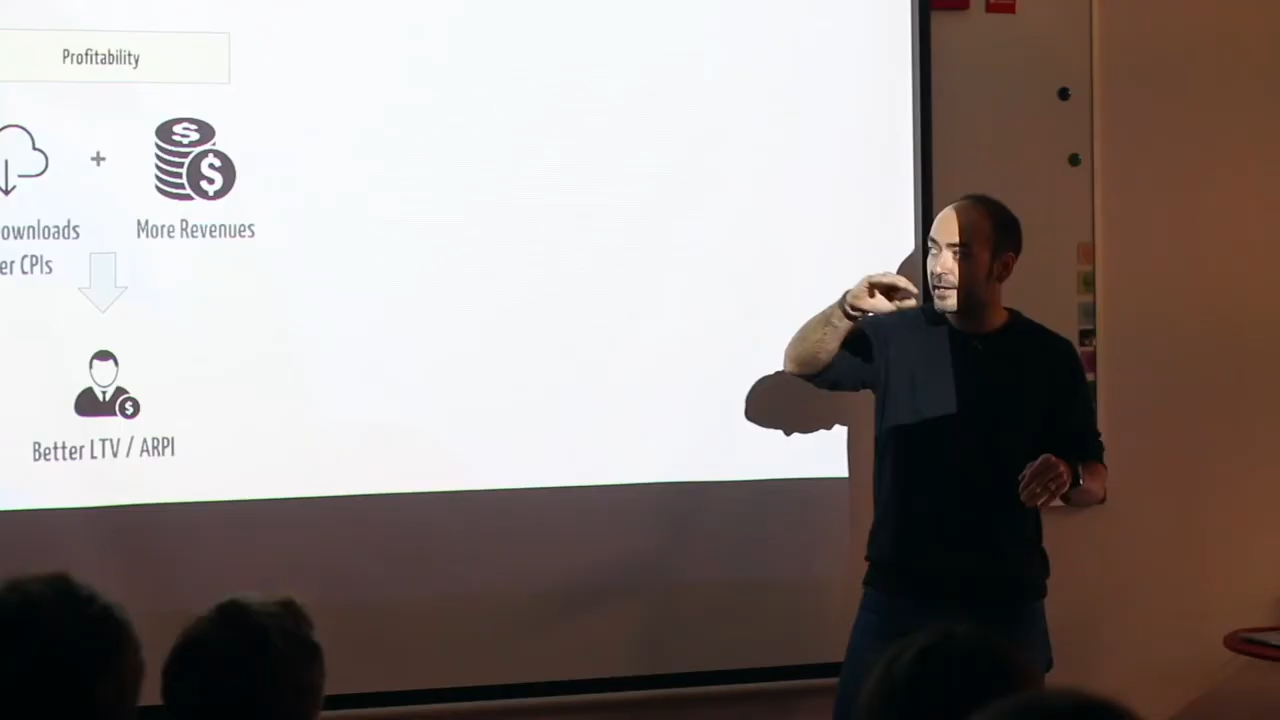 Profitability
+
ownloads
More Revenues
er CPIs
Better LTV / ARPI